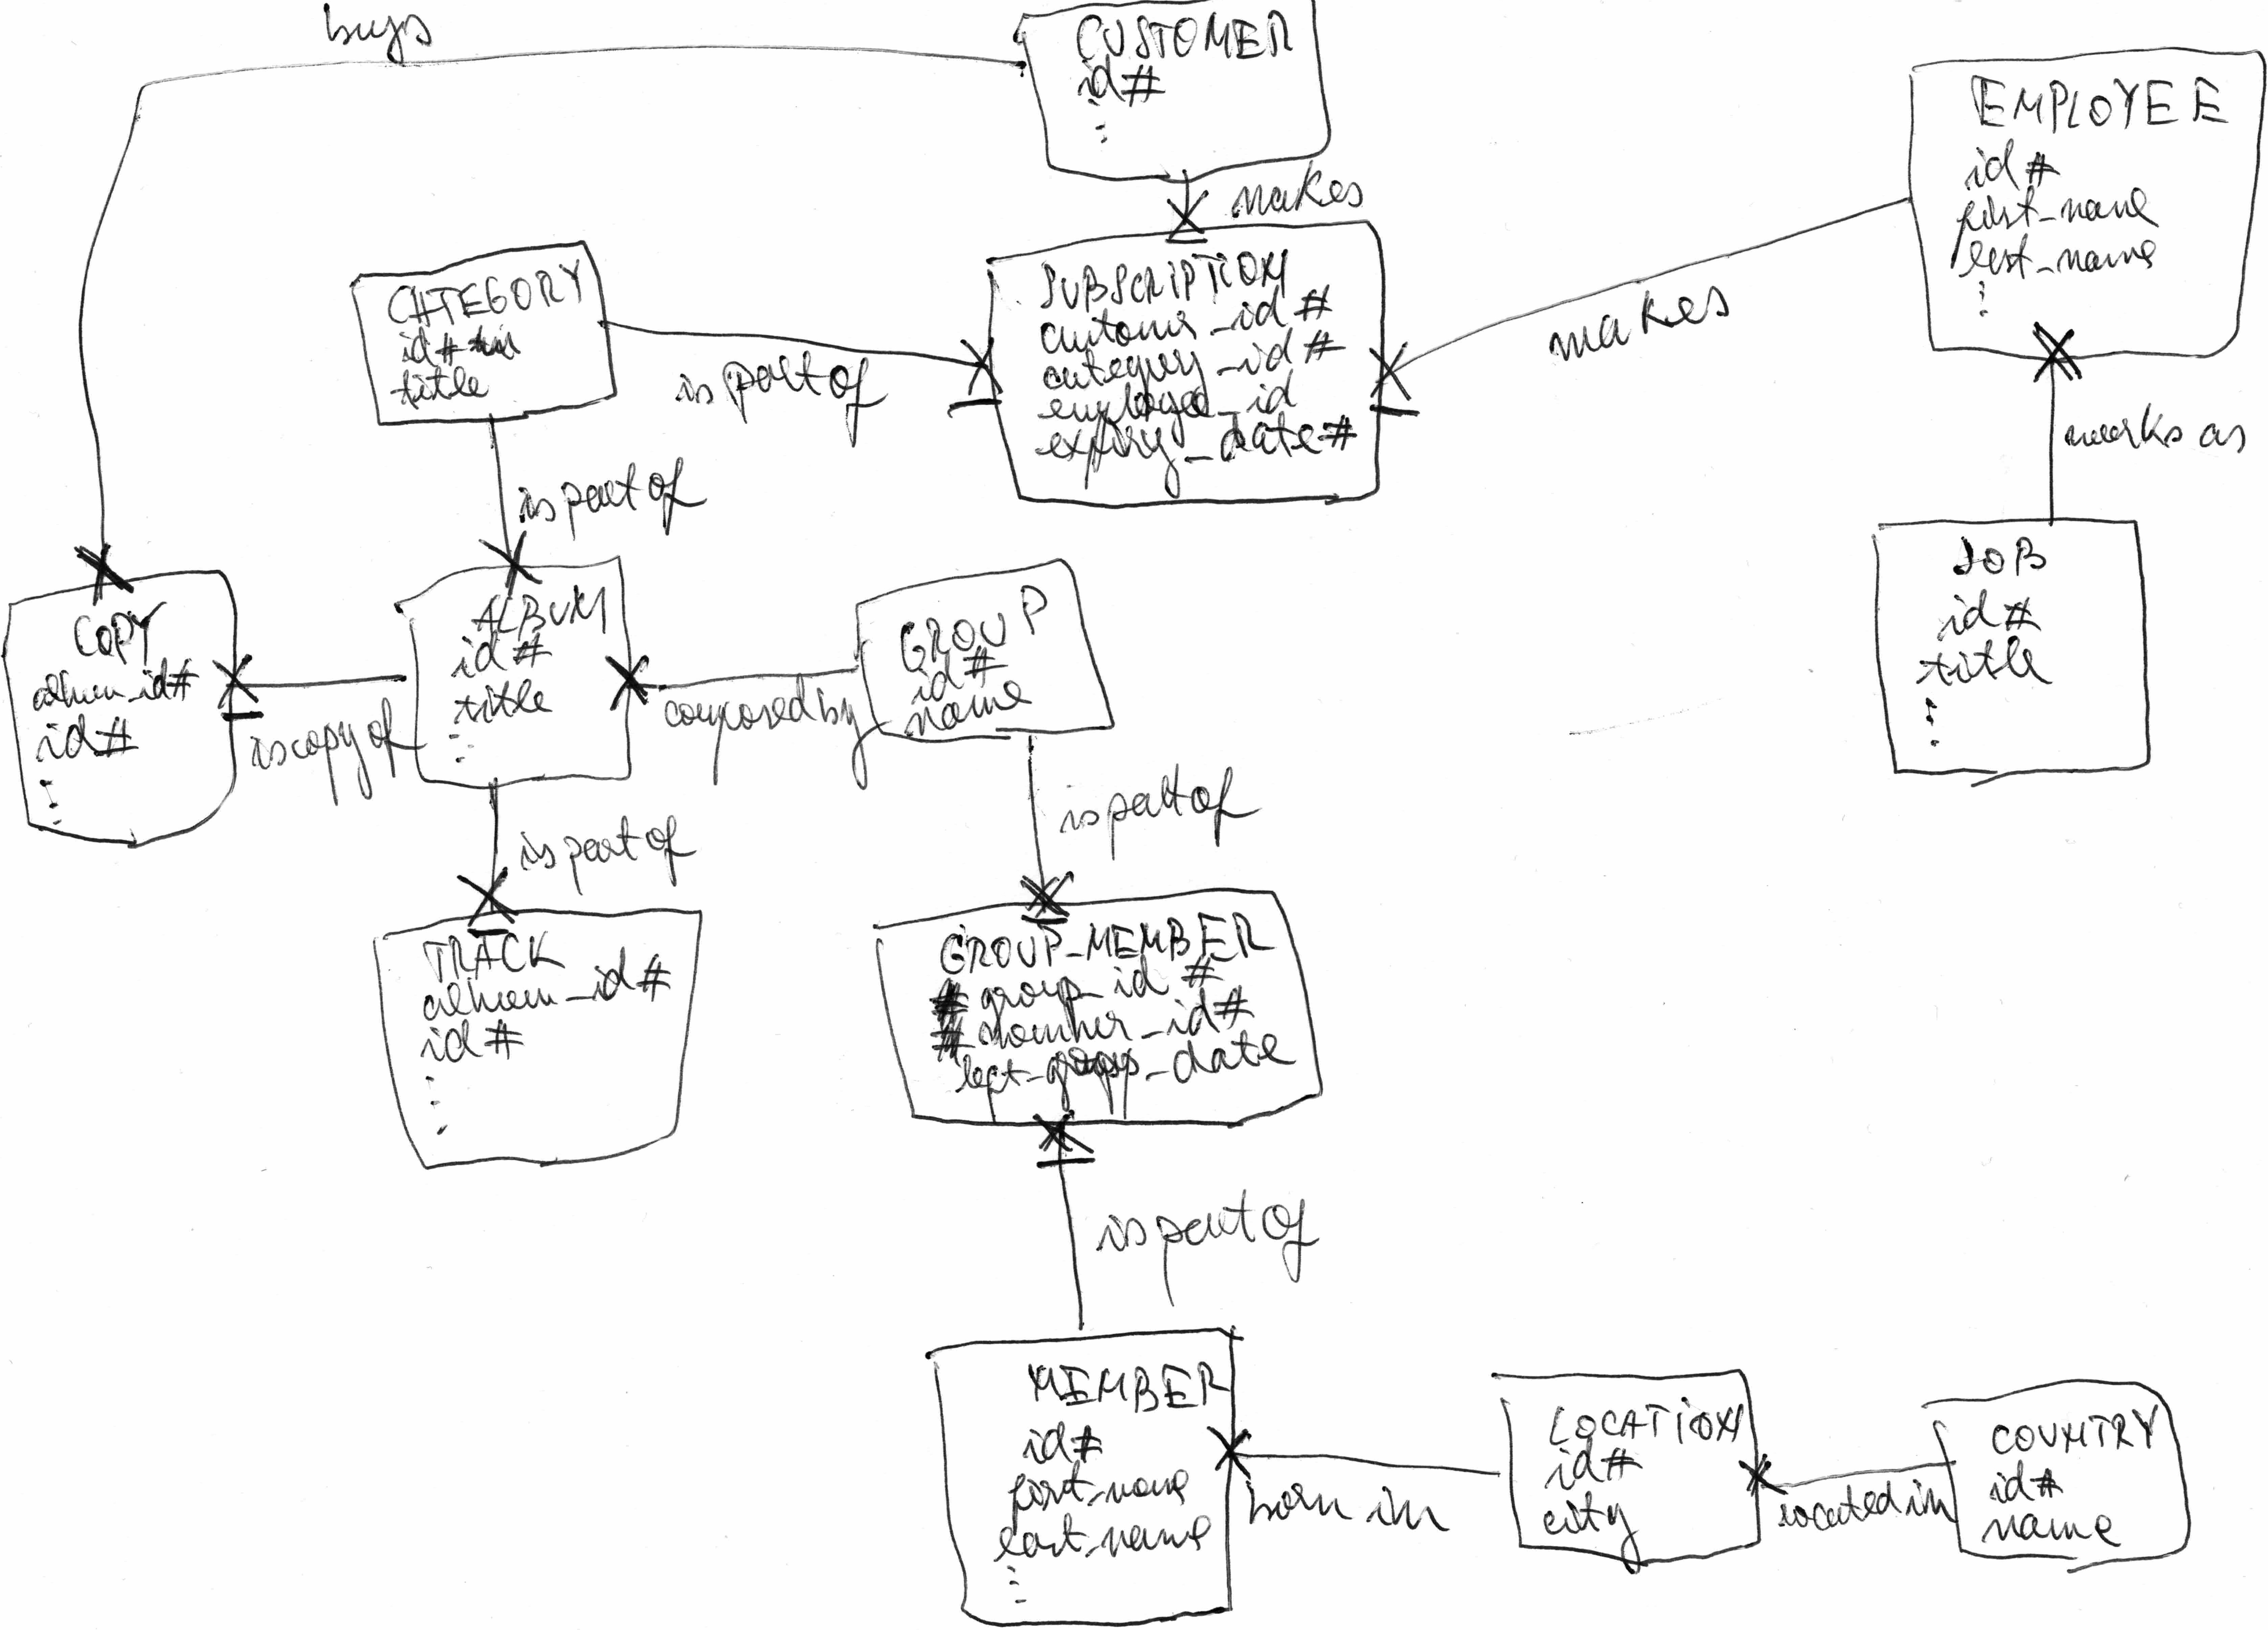 buys
CUSTOMER
id #
:
makes
EMPLOYEE
id #
first_name
last_name
:
makes
works as
CATEGORY
id #
title
is part of
SUBSCRIPTION
customer_id #
category_id #
employee_id
expiry_date #
is part of
JOB
id #
title
:
COPY
album_id #
id #
:
is copy of
ALBUM
id #
title
:
composed by
GROUP
id #
name
is part of
is part of
TRACK
album_id #
id #
:
GROUP_MEMBER
group_id #
member_id #
_date
is part of
MEMBER
id #
first_name
last_name
:
born in
LOCATION
id #
city
located in
COUNTRY
id #
name